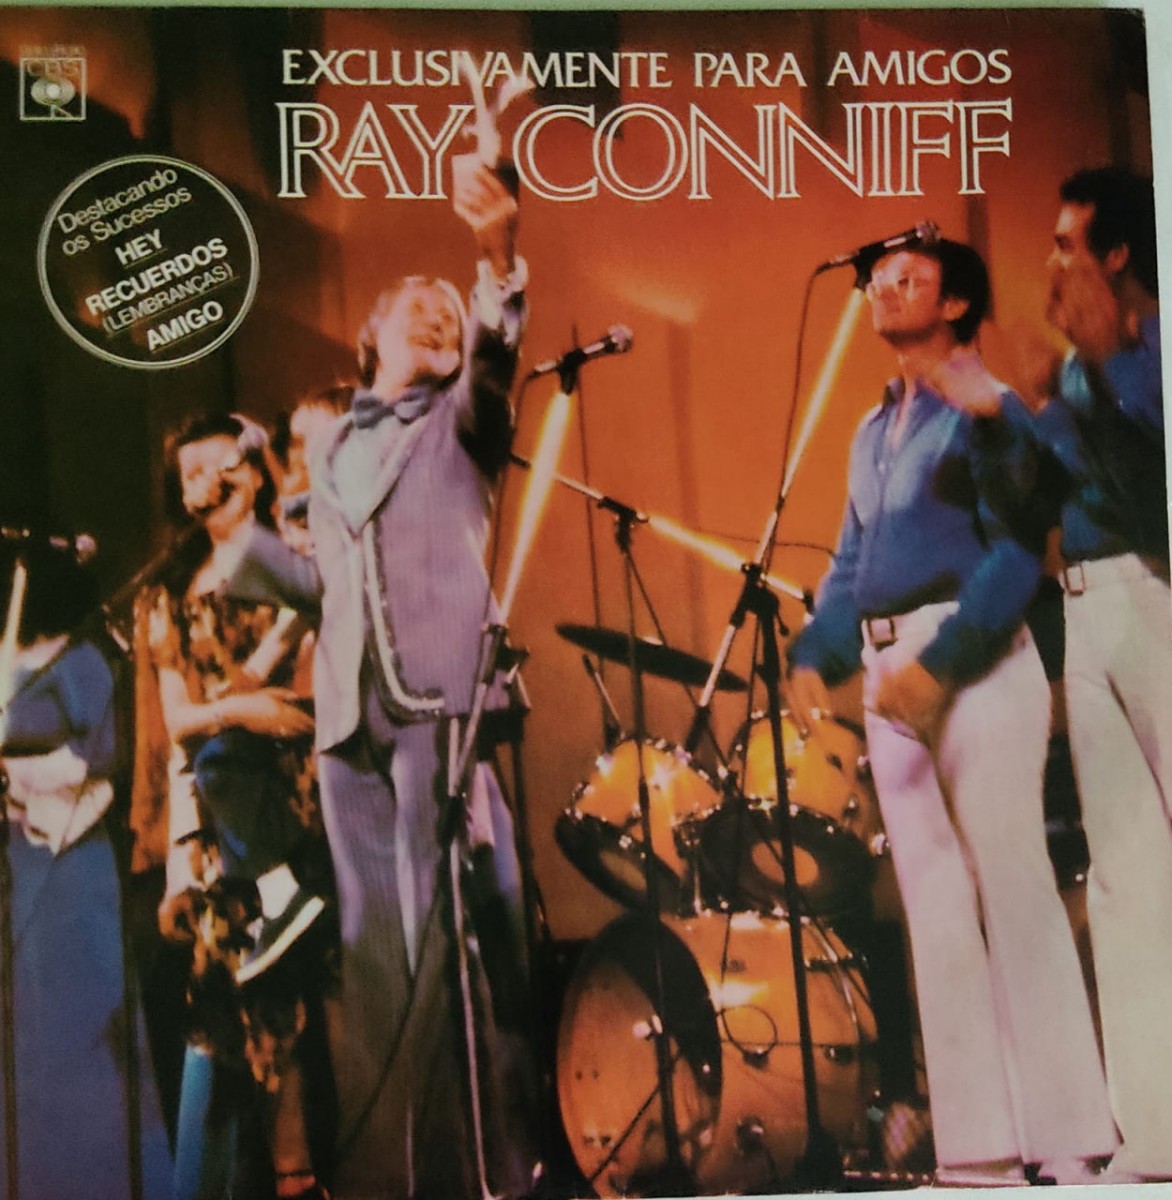 EXCLUSIVAMENTE PARA AMIGOS
RAY CONNIFF
CBS
Destacando
os Sucessos
HEY
RECUERDOS
(LEMBRANÇAS)
AMIGO